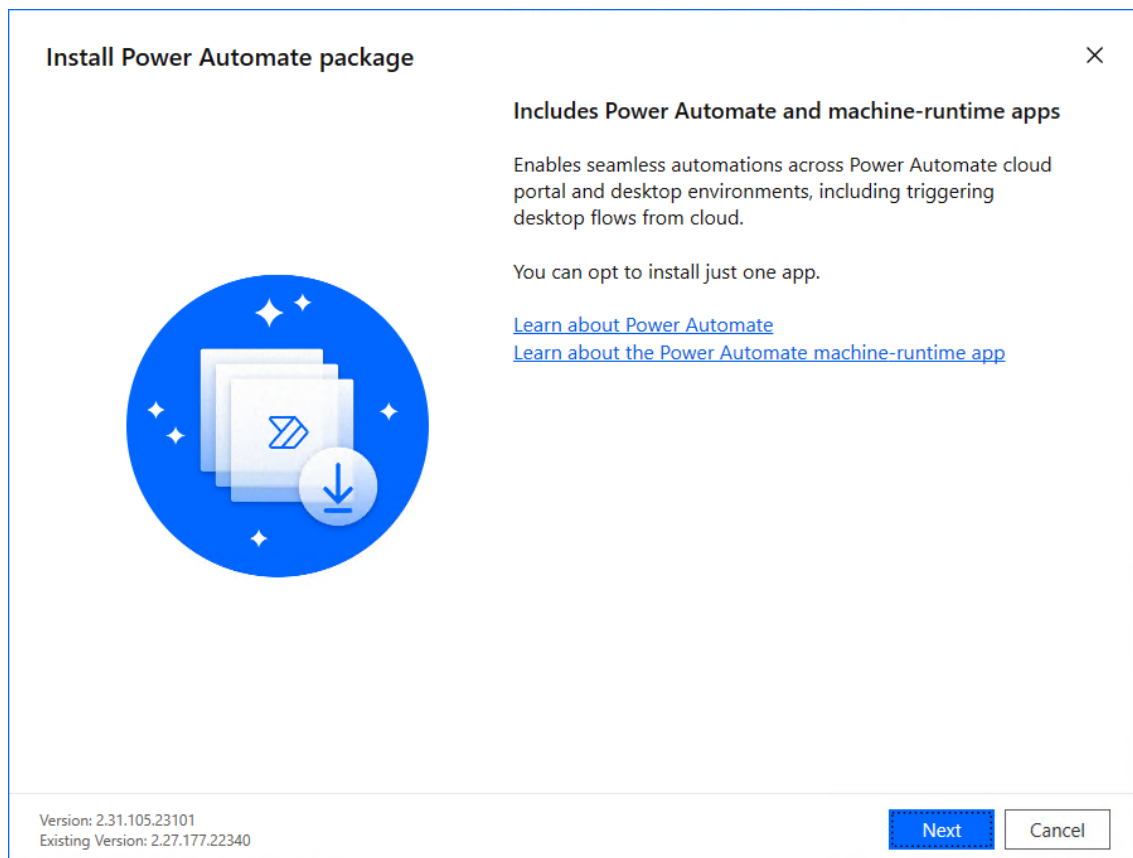 Install Power Automate package
Includes Power Automate and machine-runtime apps
Enables seamless automations across Power Automate cloud
portal and desktop environments, including triggering
desktop flows from cloud.
You can opt to install just one app.
Learn about Power Automate
Learn about the Power Automate machine-runtime app
Version: 2.31.105.23101
Existing Version: 2.27.177.22340
Next
Cancel